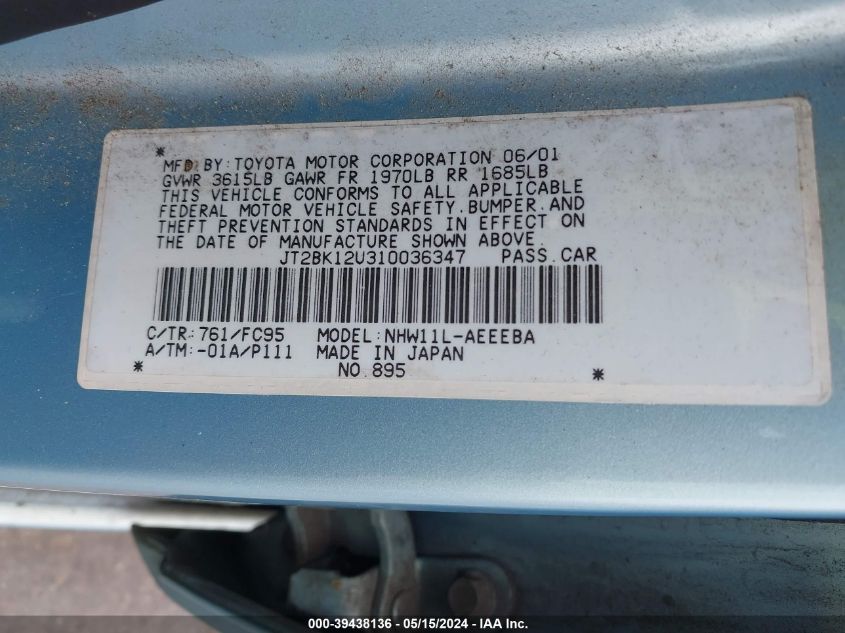 * MFD. BY: TOYOTA MOTOR CORPORATION 06/01
GVWR 3615LB GAWR FR 1970LB RR 1685LB
THIS VEHICLE CONFORMS TO ALL APPLICABLE
FEDERAL MOTOR VEHICLE SAFETY. BUMPER. AND
THEFT PREVENTION STANDARDS IN EFFECT ON
THE DATE OF MANUFACTURE SHOWN ABOVE.
JT2BK12U310036347 PASS. CAR
C/TR: 761/FC95 MODEL: NHW11L-AEEEBA
A/TM: -01A/P111 MADE IN JAPAN
* NO. 895 *
000-39438136 - 05/15/2024 - IAAI Inc.